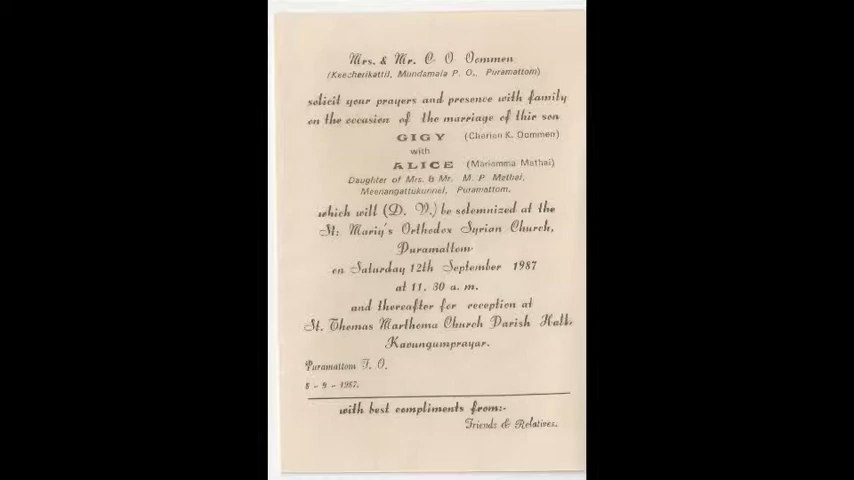 Mrs. & Mr. C O Oommen
(Keecherikattil, Mundamala P. O., Puramattom)
solicit your prayers and presence with family
on the occasion of the marriage of thir son
GIGY (Cherian K. Oommen)
with
ALICE (Mariamma Mathai)
Daughter of Mrs. & Mr. M. P. Mathai,
Meenangattukunnel, Puramattom.
which will (D. V.) be solemnized at the
St: Mariy's Orthodox Syrian Church,
Puramattom
on Saturday 12th September 1987
at 11. 30 a. m.
and thereafter for reception at
St. Thomas Marthoma Church Parish Hall,
Kavungumprayar.
Puramattom P. O.
8 - 9 - 1987.
with best compliments from:-
Friends & Relatives.